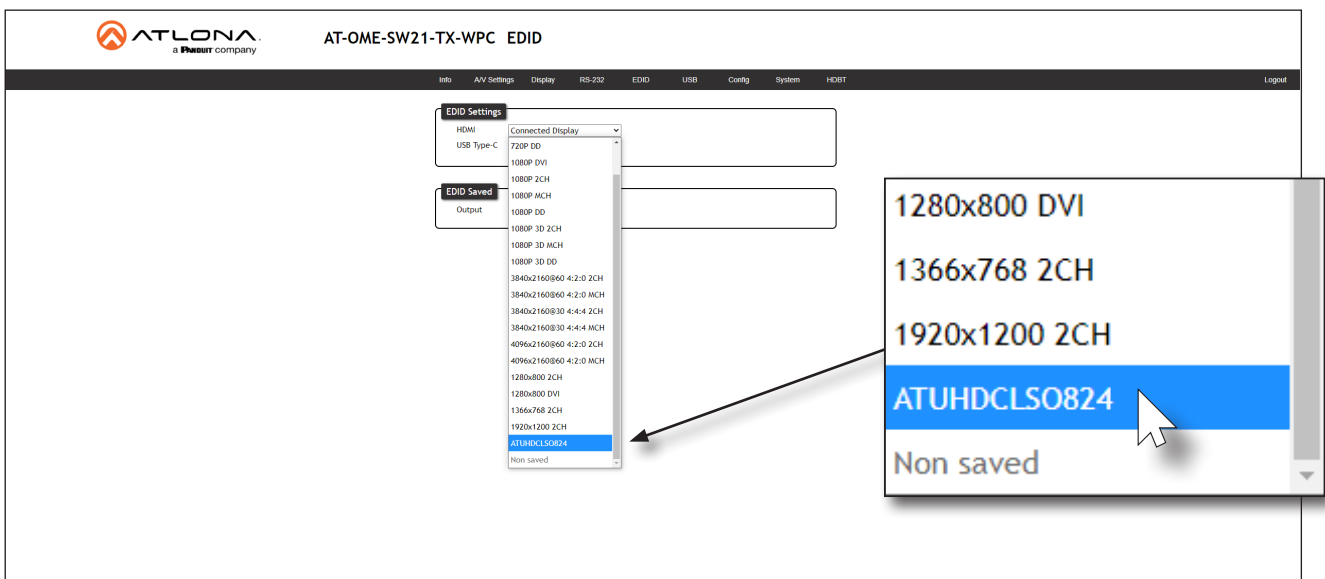 ATLONA.
a PANDUIT company
AT-OME-SW21-TX-WPC EDID
Info A/V Settings Display RS-232 EDID USB Config System HDBT Logout
EDID Settings
HDMI Connected Display
USB Type-C
720P DD
1080P DVI
1080P 2CH
1080P MCH
1080P DD
1080P 3D 2CH
1080P 3D MCH
1080P 3D DD
3840x2160@60 4:2:0 2CH
3840x2160@60 4:2:0 MCH
3840x2160@30 4:4:4 2CH
3840x2160@30 4:4:4 MCH
4096x2160@60 4:2:0 2CH
4096x2160@60 4:2:0 MCH
1280x800 2CH
1280x800 DVI
1366x768 2CH
1920x1200 2CH
ATUHDCLSO824
Non saved
EDID Saved
Output
1280x800 DVI
1366x768 2CH
1920x1200 2CH
ATUHDCLSO824
Non saved